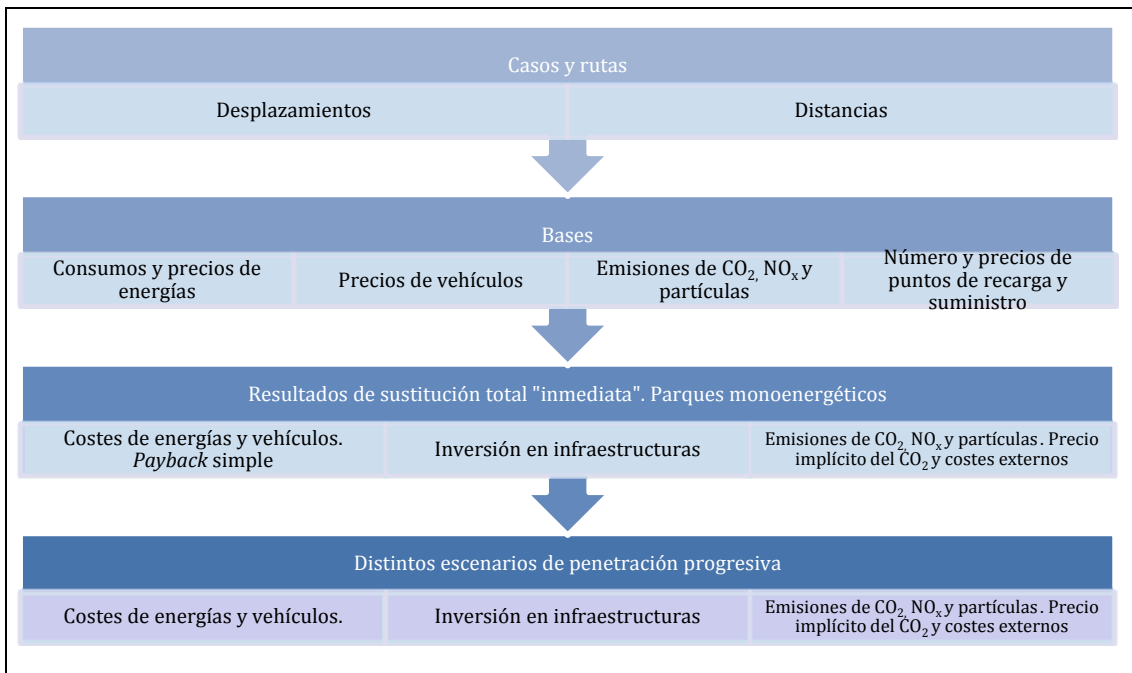 Casos y rutas
Desplazamientos
Distancias
Bases
Consumos y precios de
energías
Precios de vehículos
Emisiones de CO2, NOx y
partículas
Número y precios de
puntos de recarga y
suministro
Resultados de sustitución total "inmediata". Parques monoenergéticos
Costes de energías y vehículos.
Payback simple
Inversión en infraestructuras
Emisiones de CO2, NOx y partículas. Precio
implícito del CO2 y costes externos
Distintos escenarios de penetración progresiva
Costes de energías y vehículos.
Inversión en infraestructuras
Emisiones de CO2, NOx y partículas. Precio
implícito del CO2 y costes externos